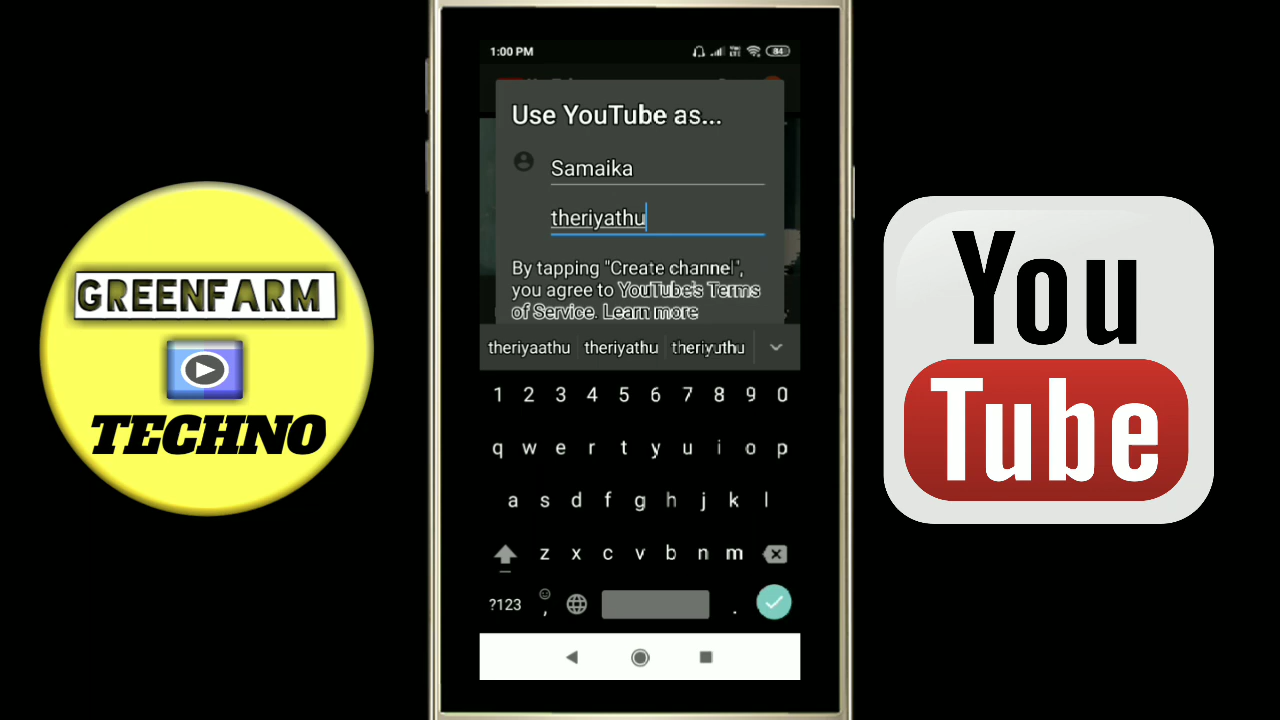 GREENFARM
TECHNO
1:00 PM
84
Use YouTube as...
Samaika
theriyathu
By tapping "Create channel",
you agree to YouTube's Terms
of Service. Learn more
theriyaathu theriyathu theriyuthu
1 2 3 4 5 6 7 8 9 0
q w e r t y u i o p
a s d f g h j k l
z x c v b n m
?123 , .
You
Tube